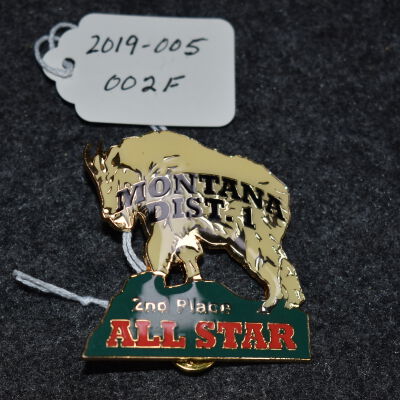 2019-005
002F
MONTANA
DIST. 1
2nd Place
ALL STAR